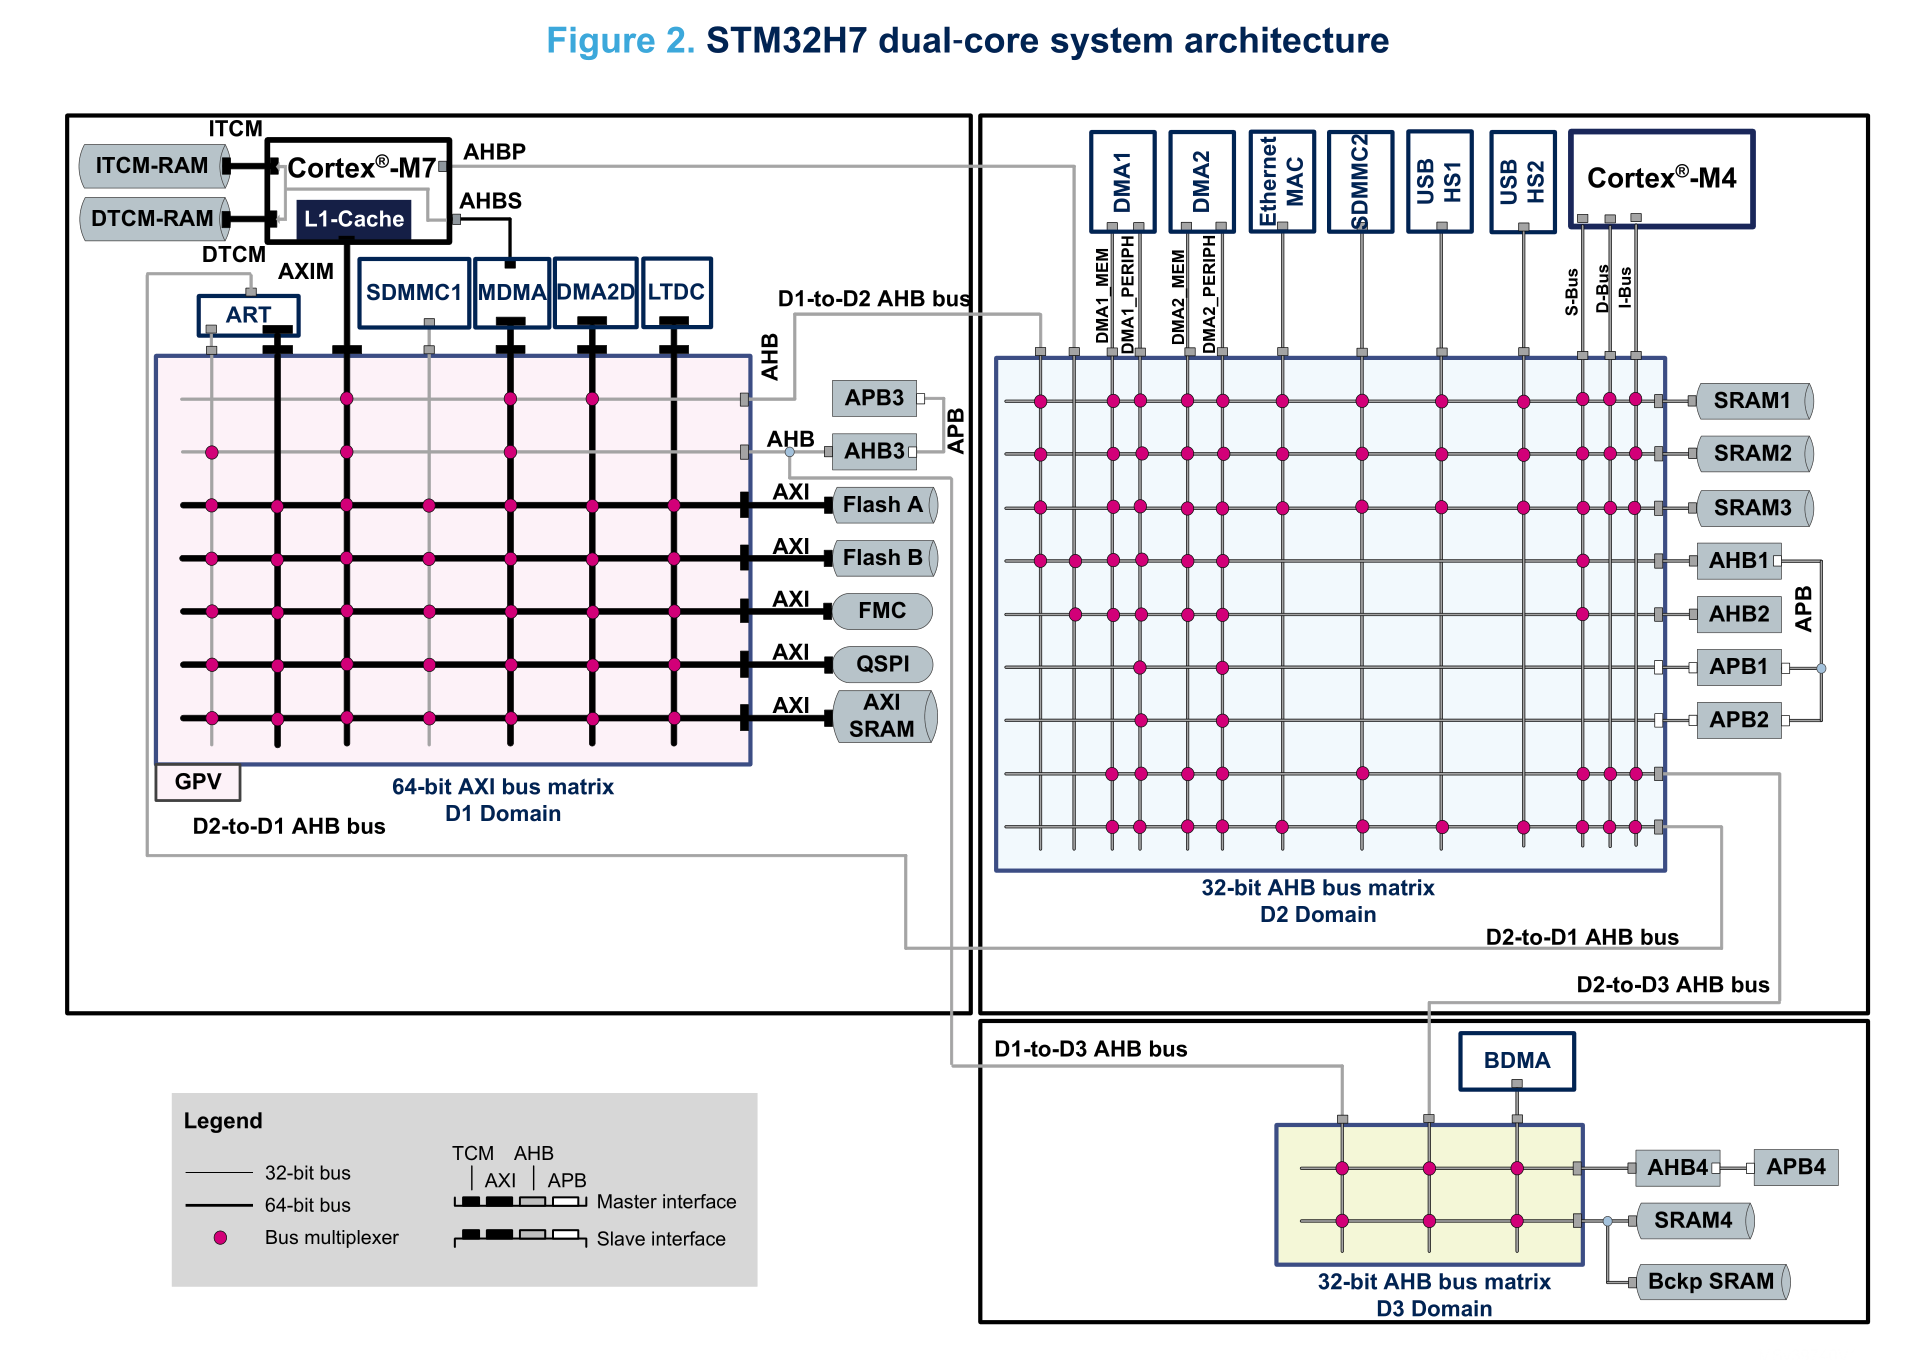 Figure 2. STM32H7 dual-core system architecture
ITCM
ITCM-RAM
DTCM-RAM
DTCM
Cortex®-M7
L1-Cache
AHBP
AHBS
AXIM
ART
SDMMC1
MDMA
DMA2D
LTDC
D1-to-D2 AHB bus
AHB
APB3
AHB
AHB3
APB
AXI
Flash A
AXI
Flash B
AXI
FMC
AXI
QSPI
AXI
AXI
SRAM
GPV
64-bit AXI bus matrix
D1 Domain
D2-to-D1 AHB bus
DMA1
DMA2
Ethernet
MAC
SDMMC2
USB
HS1
USB
HS2
Cortex®-M4
DMA1_MEM
DMA1_PERIPH
DMA2_MEM
DMA2_PERIPH
S-Bus
D-Bus
I-Bus
SRAM1
SRAM2
SRAM3
AHB1
AHB2
APB1
APB2
APB
32-bit AHB bus matrix
D2 Domain
D2-to-D1 AHB bus
D2-to-D3 AHB bus
D1-to-D3 AHB bus
BDMA
AHB4
APB4
SRAM4
Bckp SRAM
32-bit AHB bus matrix
D3 Domain
Legend
32-bit bus
64-bit bus
Bus multiplexer
TCM
AHB
AXI
APB
Master interface
Slave interface